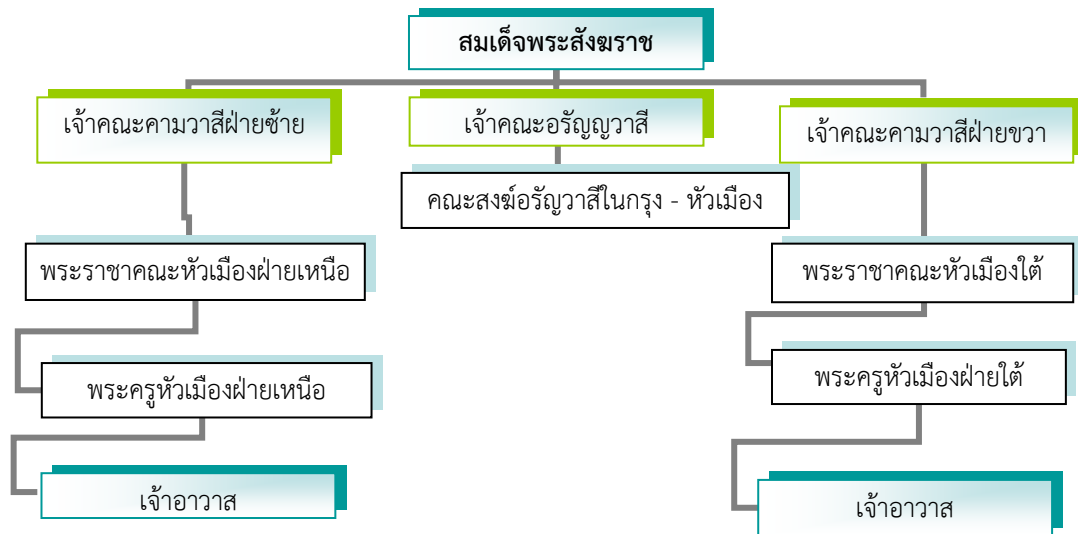 สมเด็จพระสังฆราช
เจ้าคณะคามวาสีฝ่ายซ้าย
เจ้าคณะอรัญญวาสี
เจ้าคณะคามวาสีฝ่ายขวา
คณะสงฆ์อรัญวาสีในกรุง - หัวเมือง
พระราชาคณะหัวเมืองฝ่ายเหนือ
พระราชาคณะหัวเมืองใต้
พระครูหัวเมืองฝ่ายเหนือ
พระครูหัวเมืองฝ่ายใต้
เจ้าอาวาส
เจ้าอาวาส